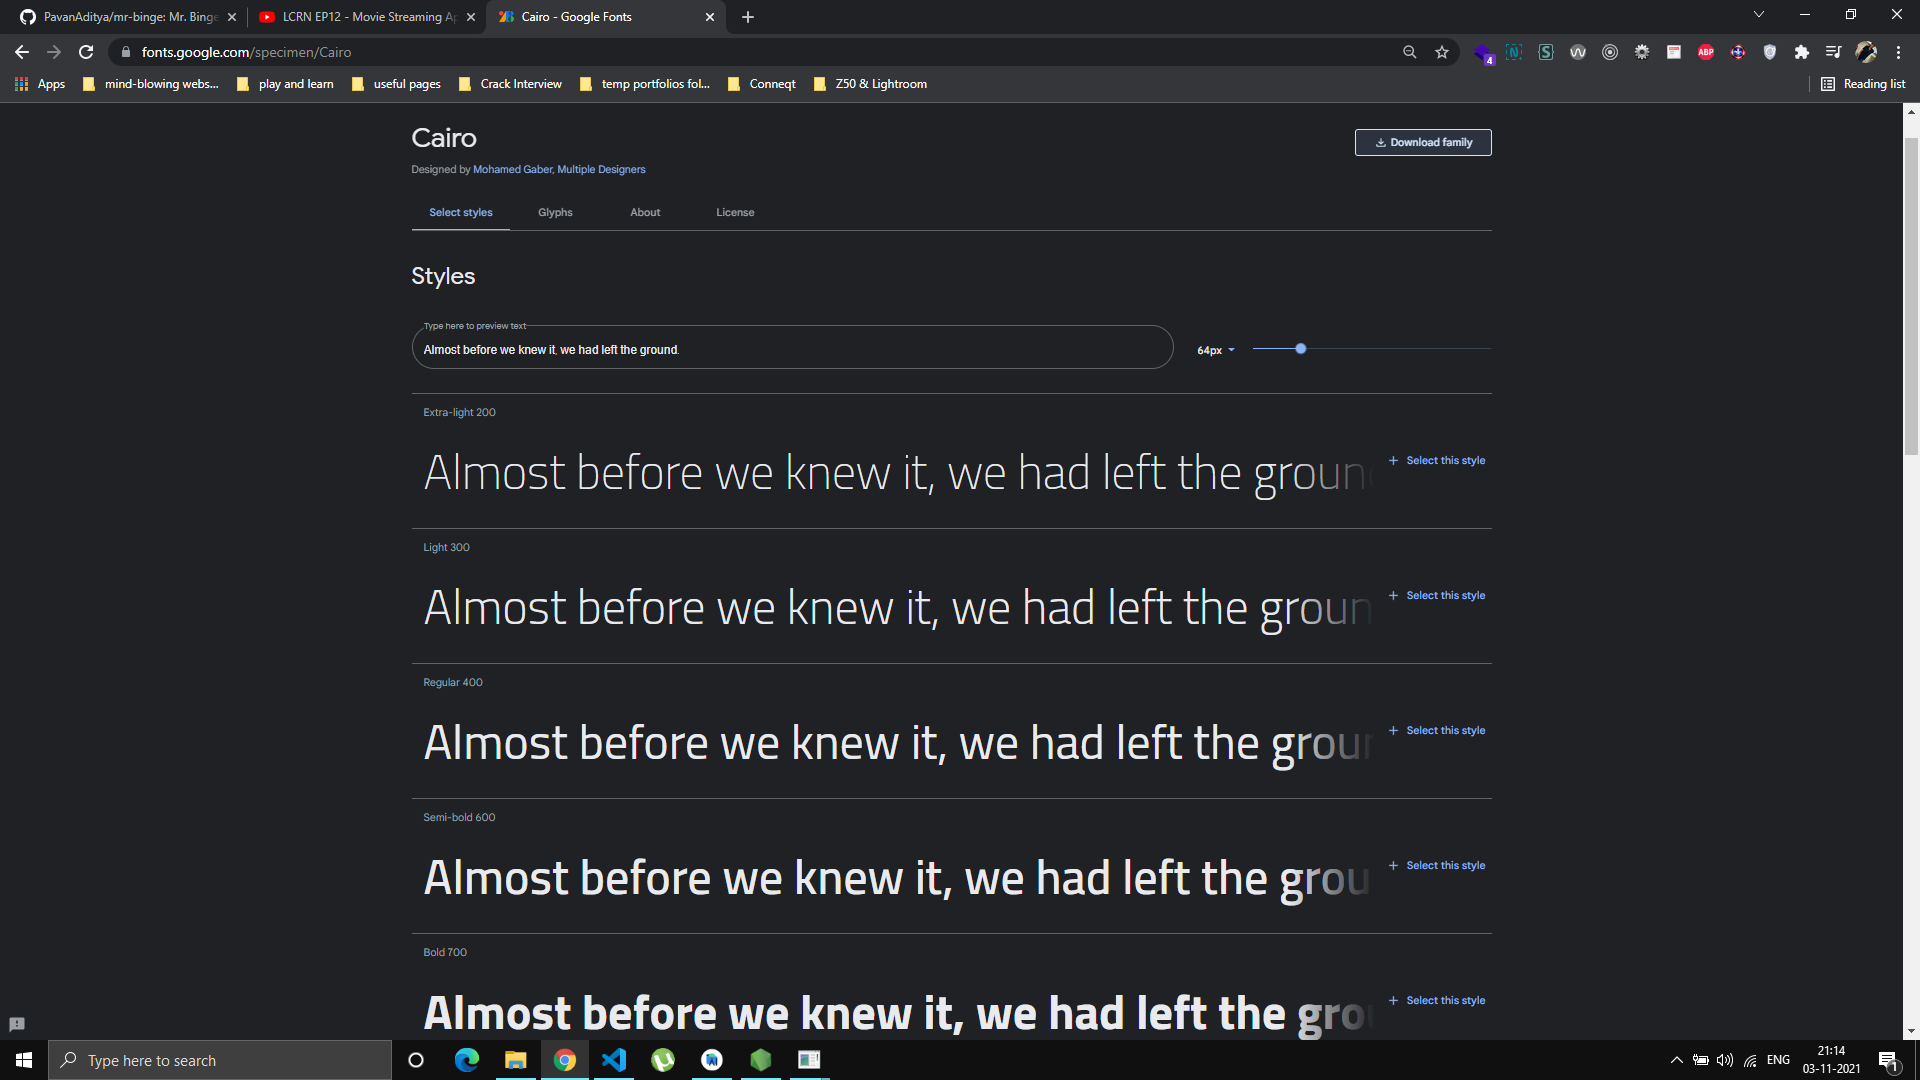 PavanAditya/mr-binge: Mr. Binge
LCRN EP12 - Movie Streaming Ap
Cairo - Google Fonts
fonts.google.com/specimen/Cairo
4
ABP
Apps
mind-blowing webs...
play and learn
useful pages
Crack Interview
temp portfolios fol...
Conneqt
Z50 & Lightroom
Reading list
Cairo
Download family
Designed by Mohamed Gaber, Multiple Designers
Select styles
Glyphs
About
License
Styles
Type here to preview text
Almost before we knew it, we had left the ground.
64px
Extra-light 200
Almost before we knew it, we had left the ground
+ Select this style
Light 300
Almost before we knew it, we had left the groun
+ Select this style
Regular 400
Almost before we knew it, we had left the groun
+ Select this style
Semi-bold 600
Almost before we knew it, we had left the grou
+ Select this style
Bold 700
Almost before we knew it, we had left the gro
+ Select this style
Type here to search
ENG
21:14
03-11-2021
1